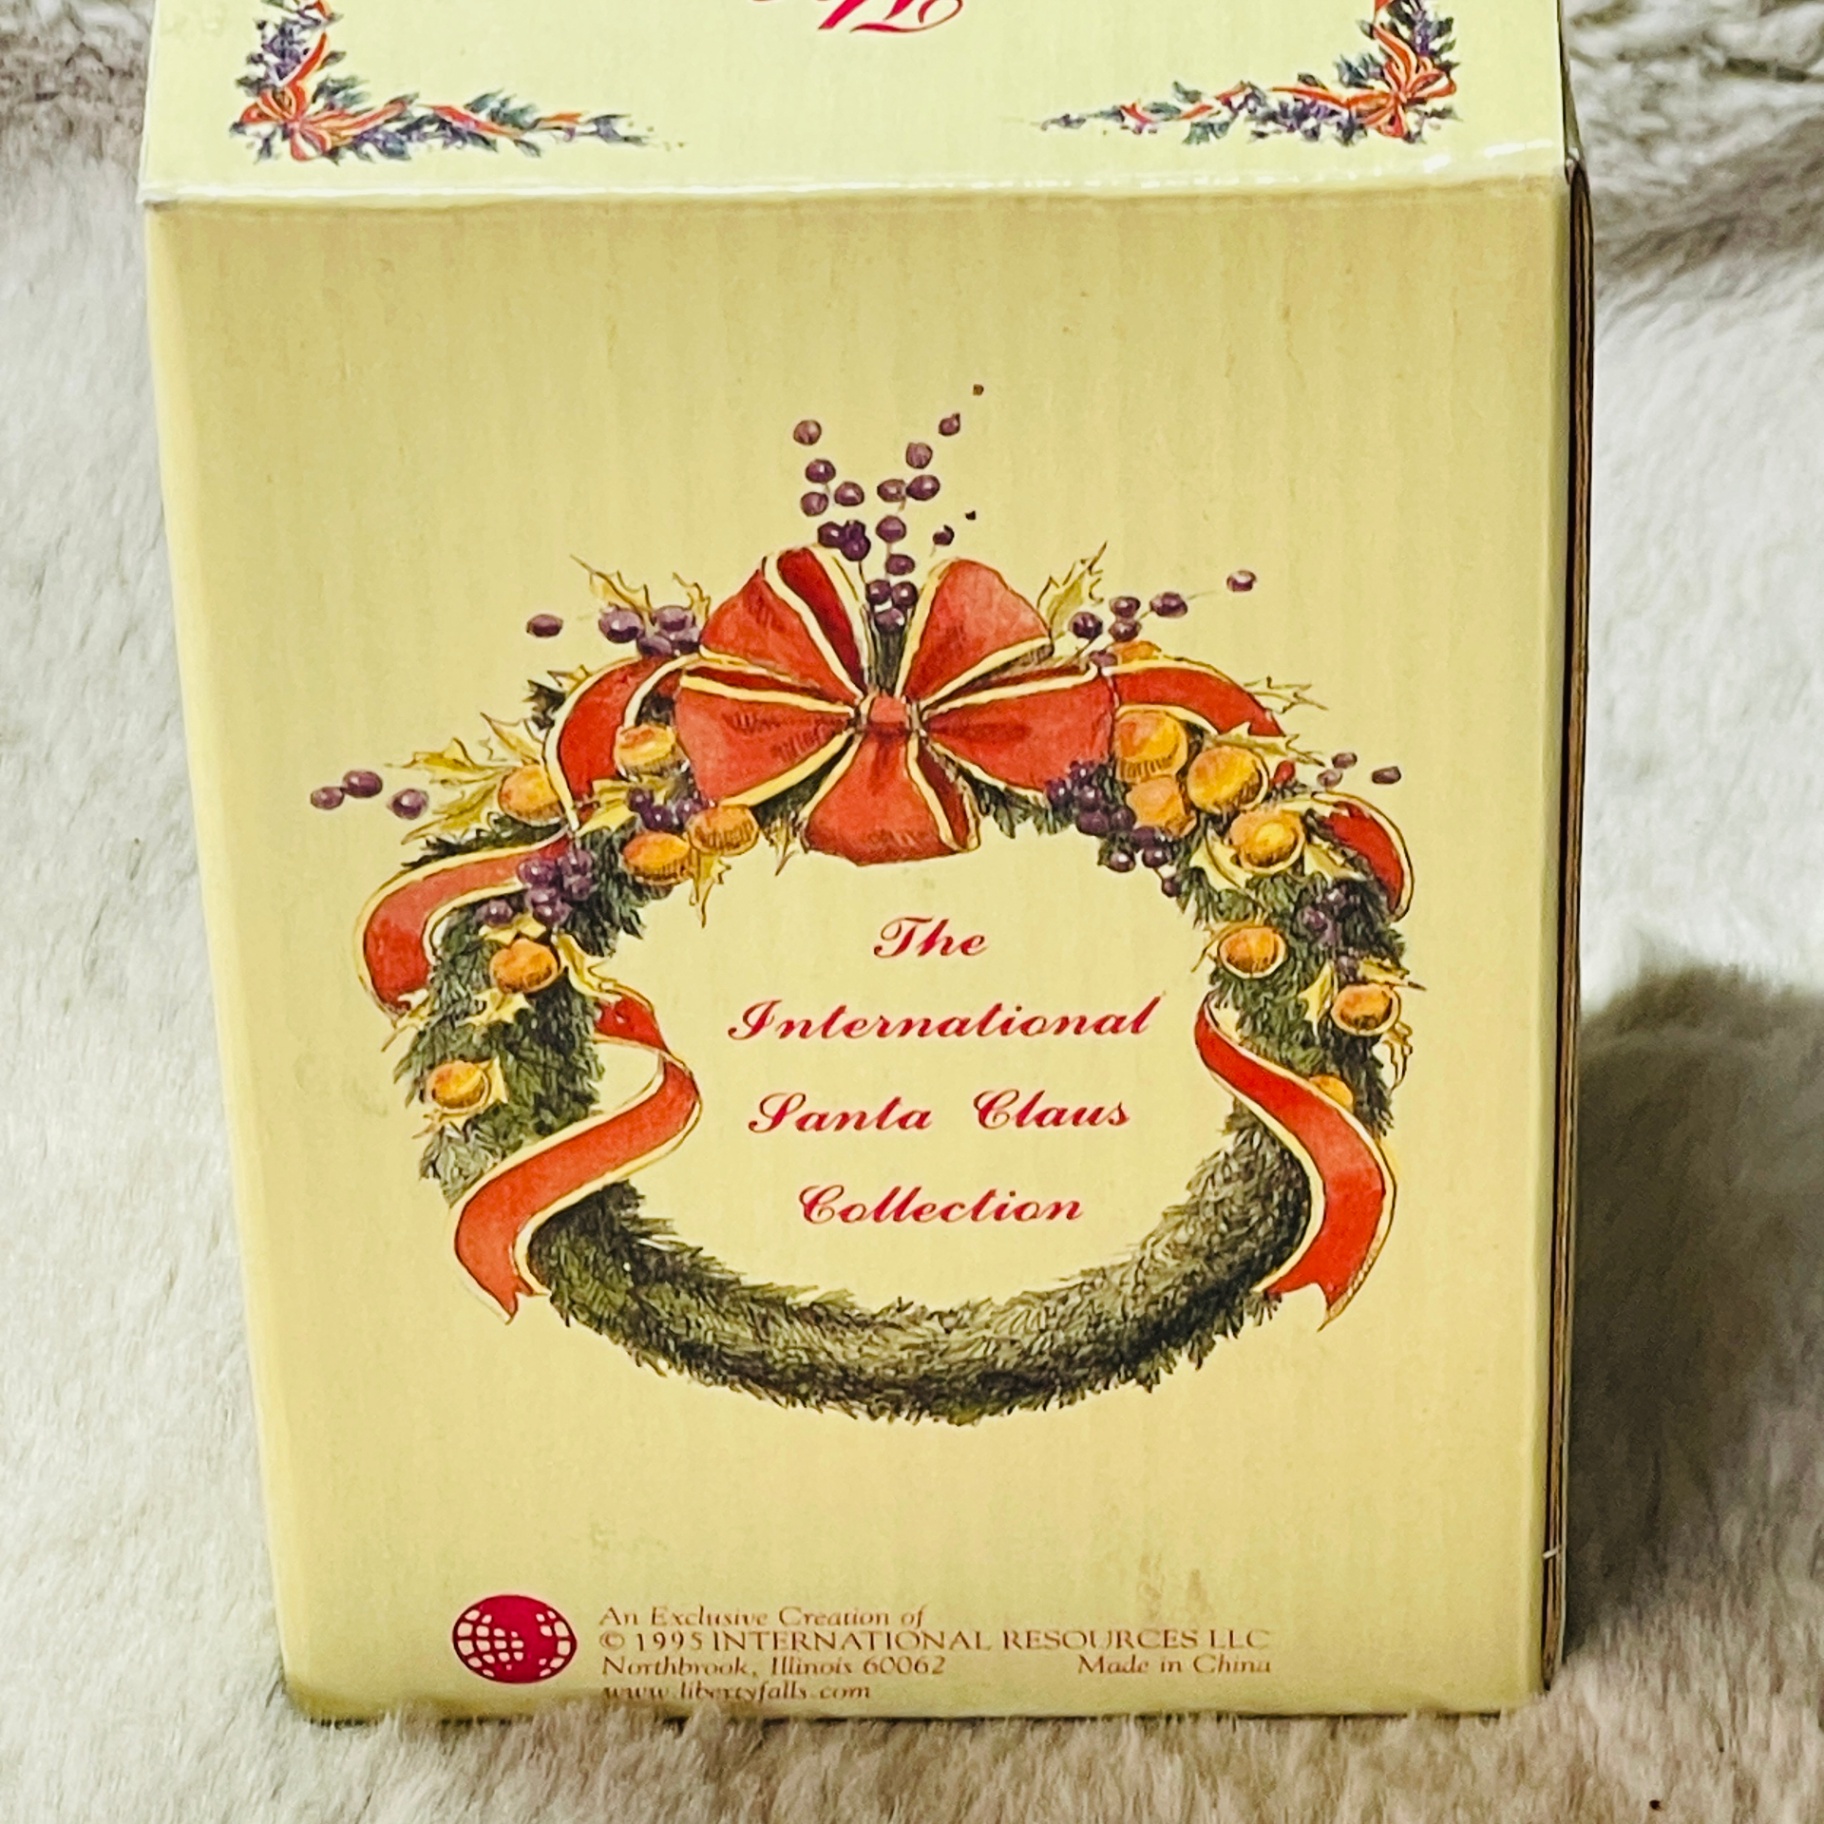 The
International
Santa Claus
Collection
An Exclusive Creation of
© 1995 INTERNATIONAL RESOURCES LLC
Northbrook, Illinois 60062 Made in China
www.libertyfalls.com